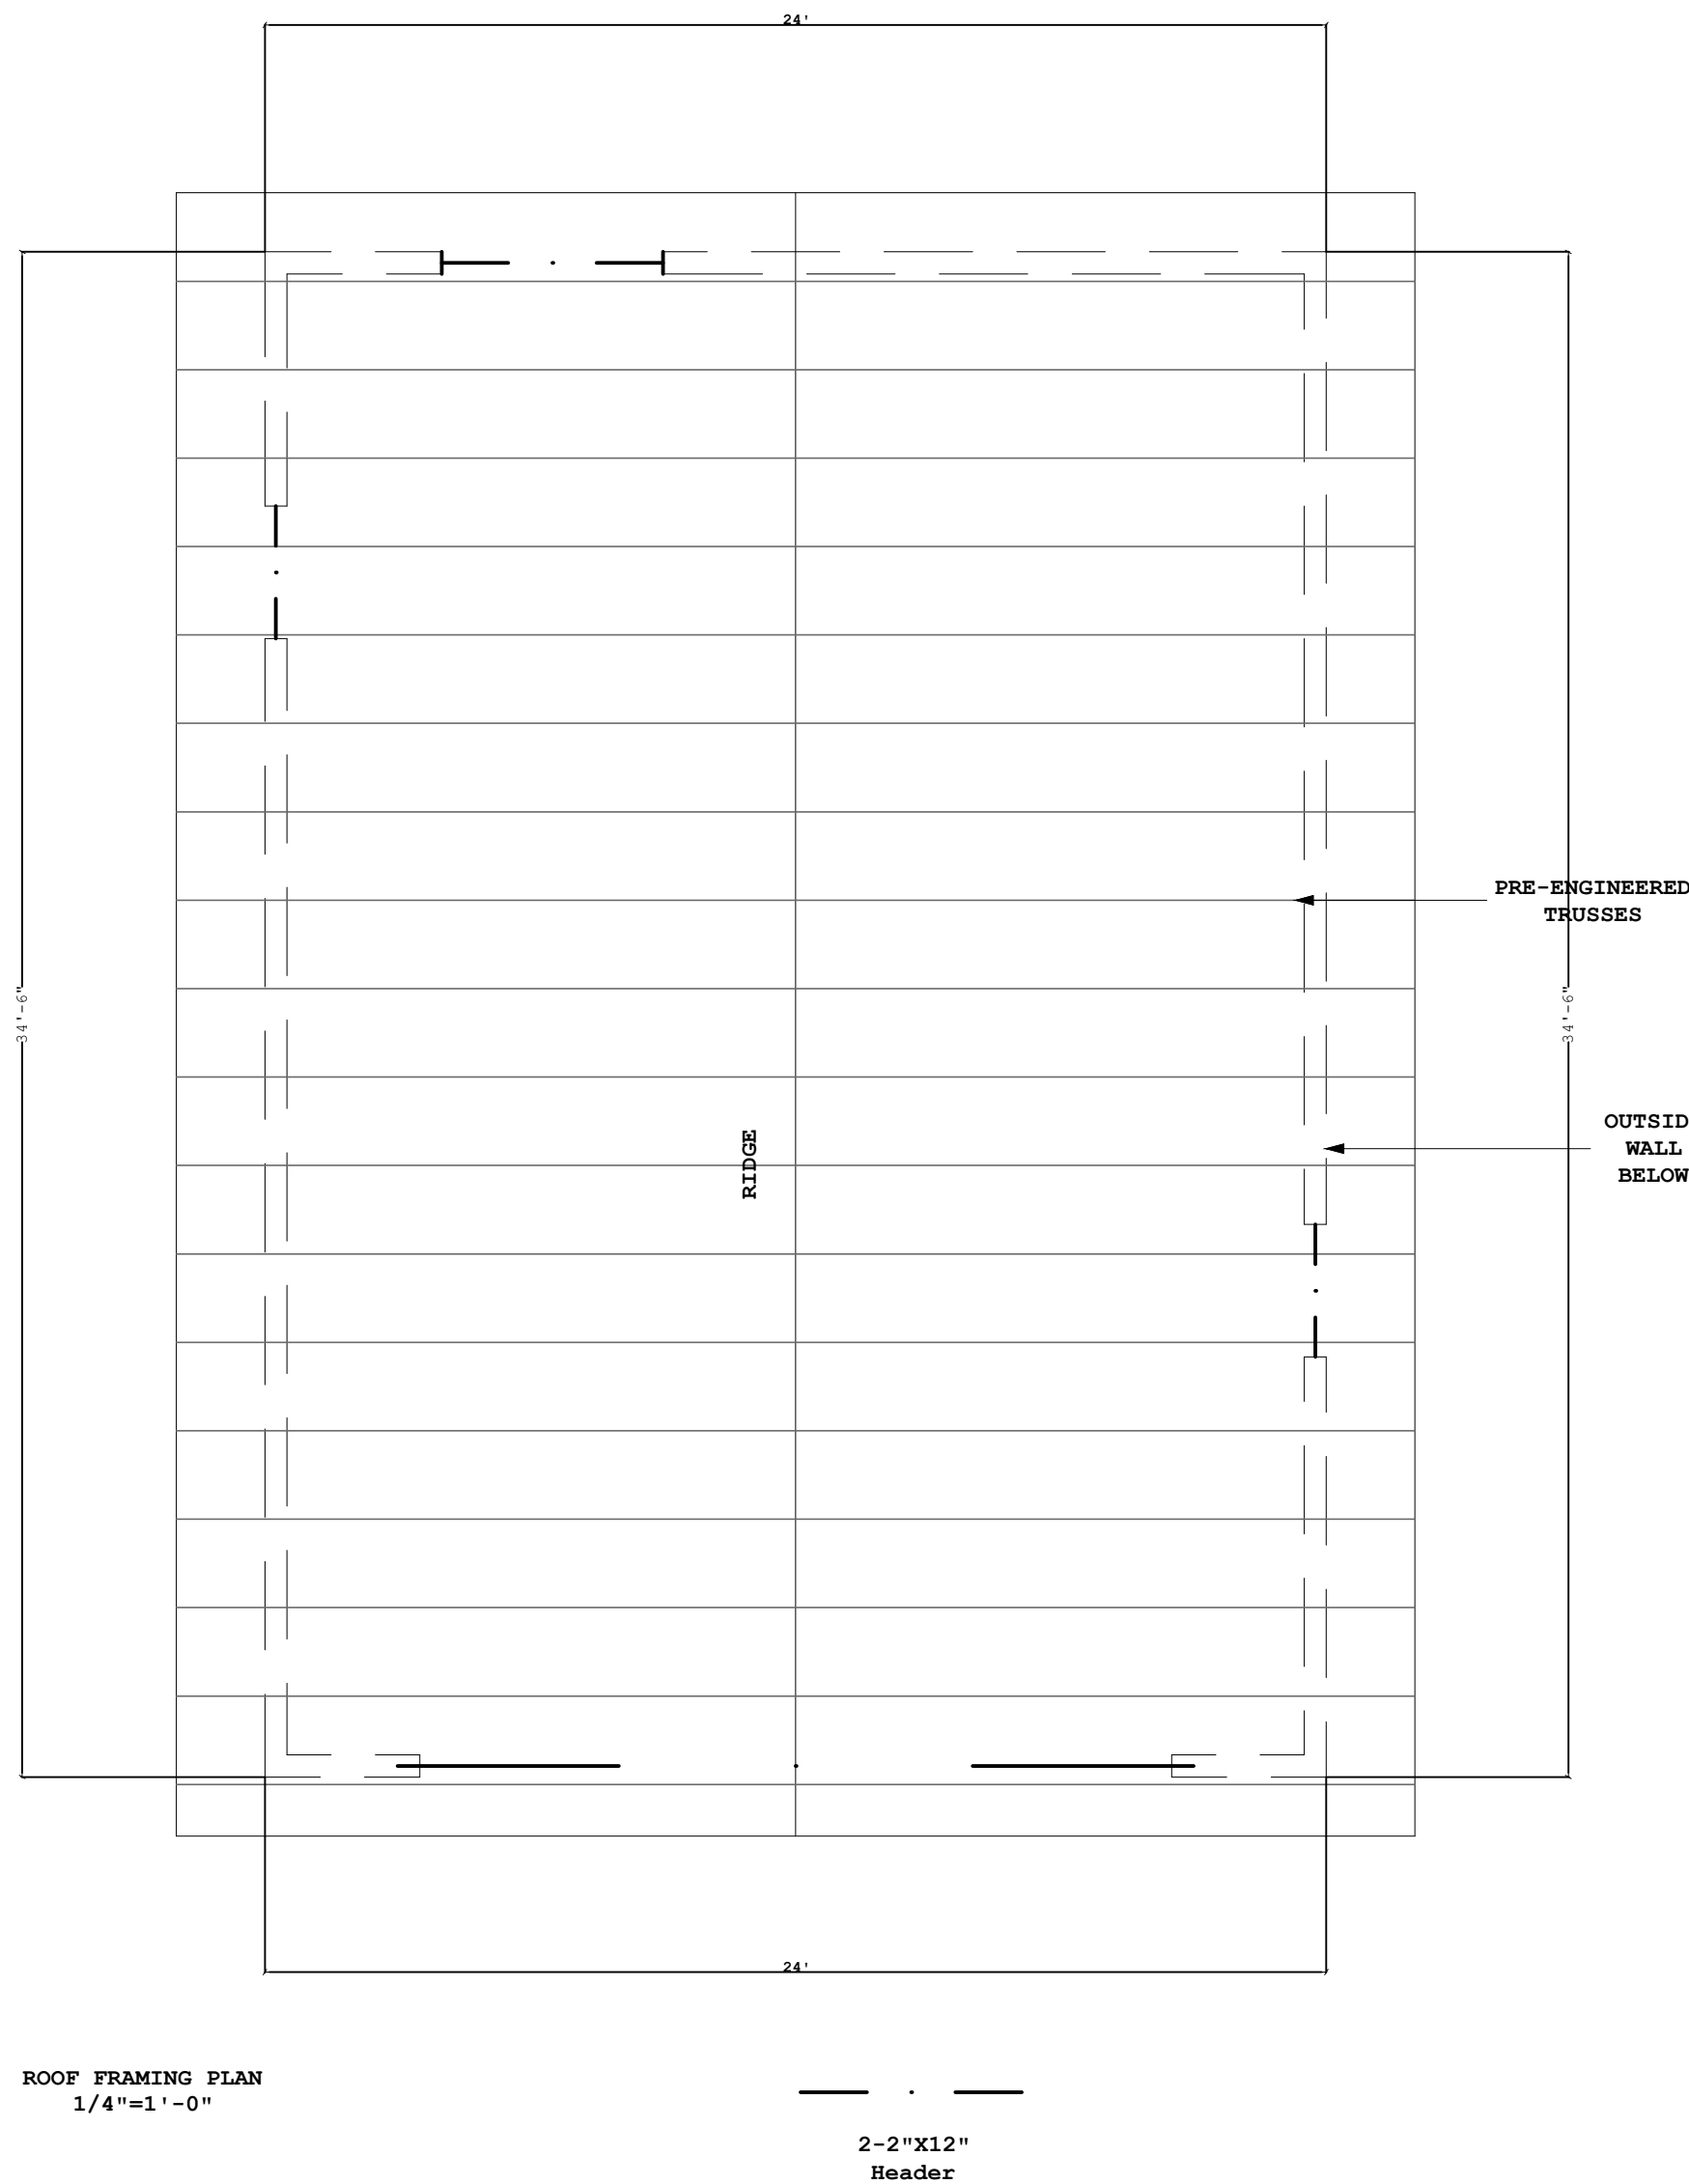 24'
PRE-ENGINEERED
TRUSSES
34'-6"
34'-6"
OUTSID
WALL
BELOW
RIDGE
24'
ROOF FRAMING PLAN
1/4"=1'-0"
2-2"X12"
Header